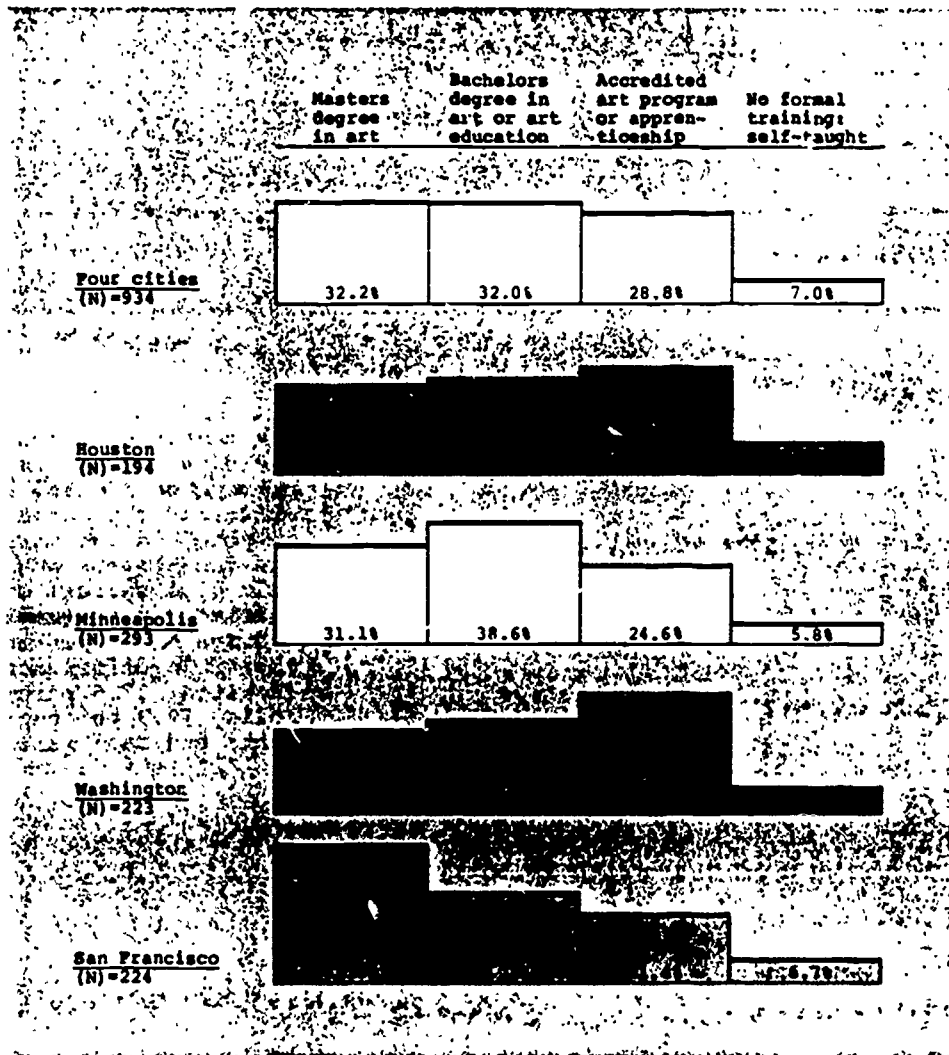 Masters
degree
in art
Bachelors
degree in
art or art
education
Accredited
art program
or appren-
ticeship
No formal
training:
self-taught
Four cities
(N)=934
32.2%
32.0%
28.8%
7.0%
Houston
(N)=194
Minneapolis
(N)=293
31.1%
38.6%
24.6%
5.8%
Washington
(N)=223
San Francisco
(N)=224
6.7%